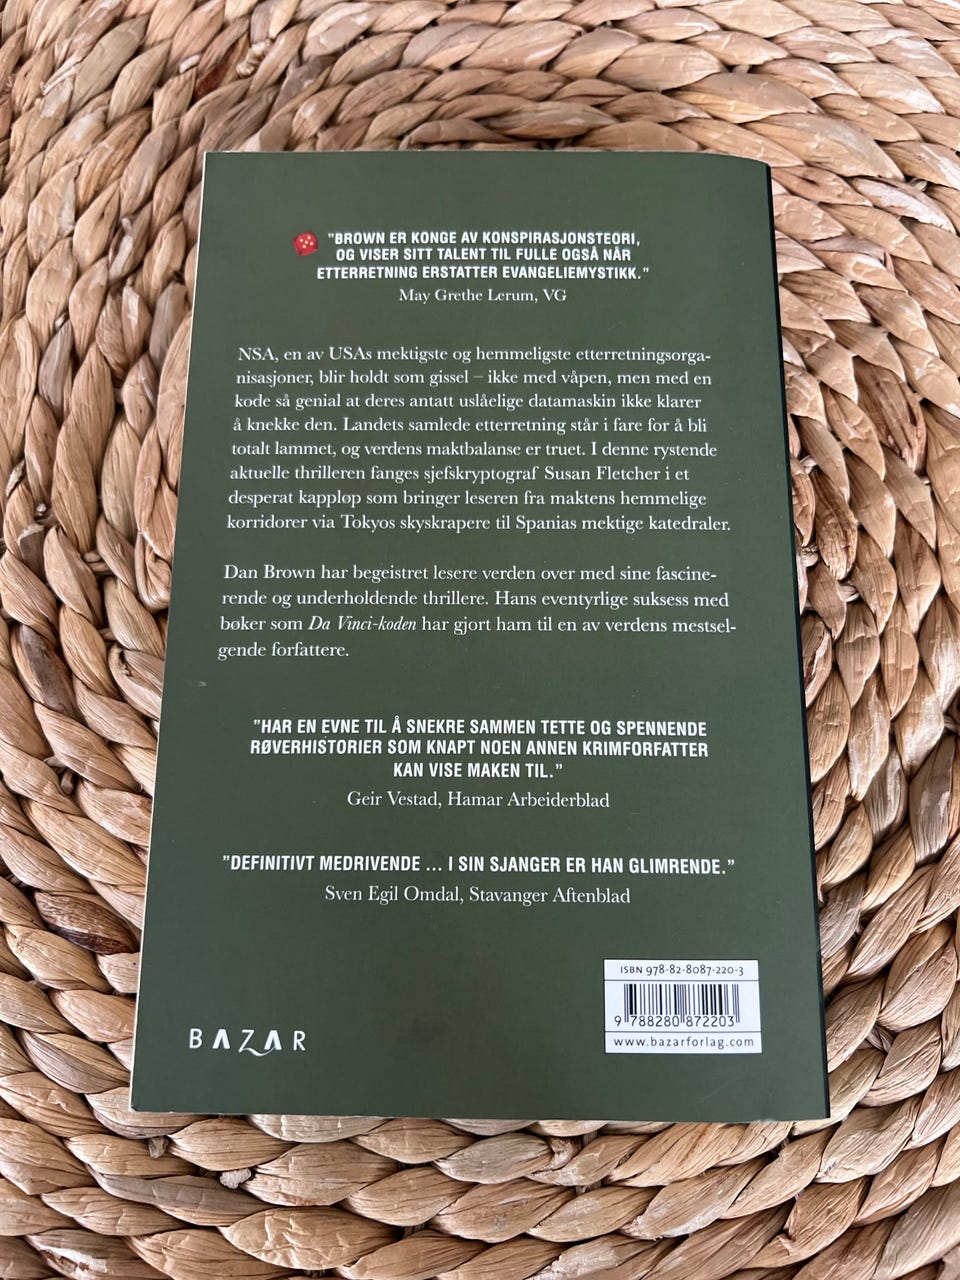 "BROWN ER KONGE AV KONSPIRASJONSTEORI,
OG VISER SITT TALENT TIL FULLE OGSÅ NÅR
ETTERRETNING ERSTATTER EVANGELIEMYSTIKK."
May Grethe Lerum, VG
NSA, en av USAs mektigste og hemmeligste etterretningsorga-
nisasjoner, blir holdt som gissel – ikke med våpen, men med en
kode så genial at deres antatt uslåelige datamaskin ikke klarer
å knekke den. Landets samlede etterretning står i fare for å bli
totalt lammet, og verdens maktbalanse er truet. I denne rystende
aktuelle thrilleren fanges sjefskryptograf Susan Fletcher i et
desperat kappløp som bringer leseren fra maktens hemmelige
korridorer via Tokyos skyskrapere til Spanias mektige katedraler.
Dan Brown har begeistret lesere verden over med sine fascine-
rende og underholdende thrillere. Hans eventyrlige suksess med
bøker som Da Vinci-koden har gjort ham til en av verdens mestsel-
gende forfattere.
"HAR EN EVNE TIL Å SNEKRE SAMMEN TETTE OG SPENNENDE
RØVERHISTORIER SOM KNAPT NOEN ANNEN KRIMFORFATTER
KAN VISE MAKEN TIL."
Geir Vestad, Hamar Arbeiderblad
"DEFINITIVT MEDRIVENDE ... I SIN SJANGER ER HAN GLIMRENDE."
Sven Egil Omdal, Stavanger Aftenblad
ISBN 978-82-8087-220-3
9 788280 872203
www.bazarforlag.com
BAZAR